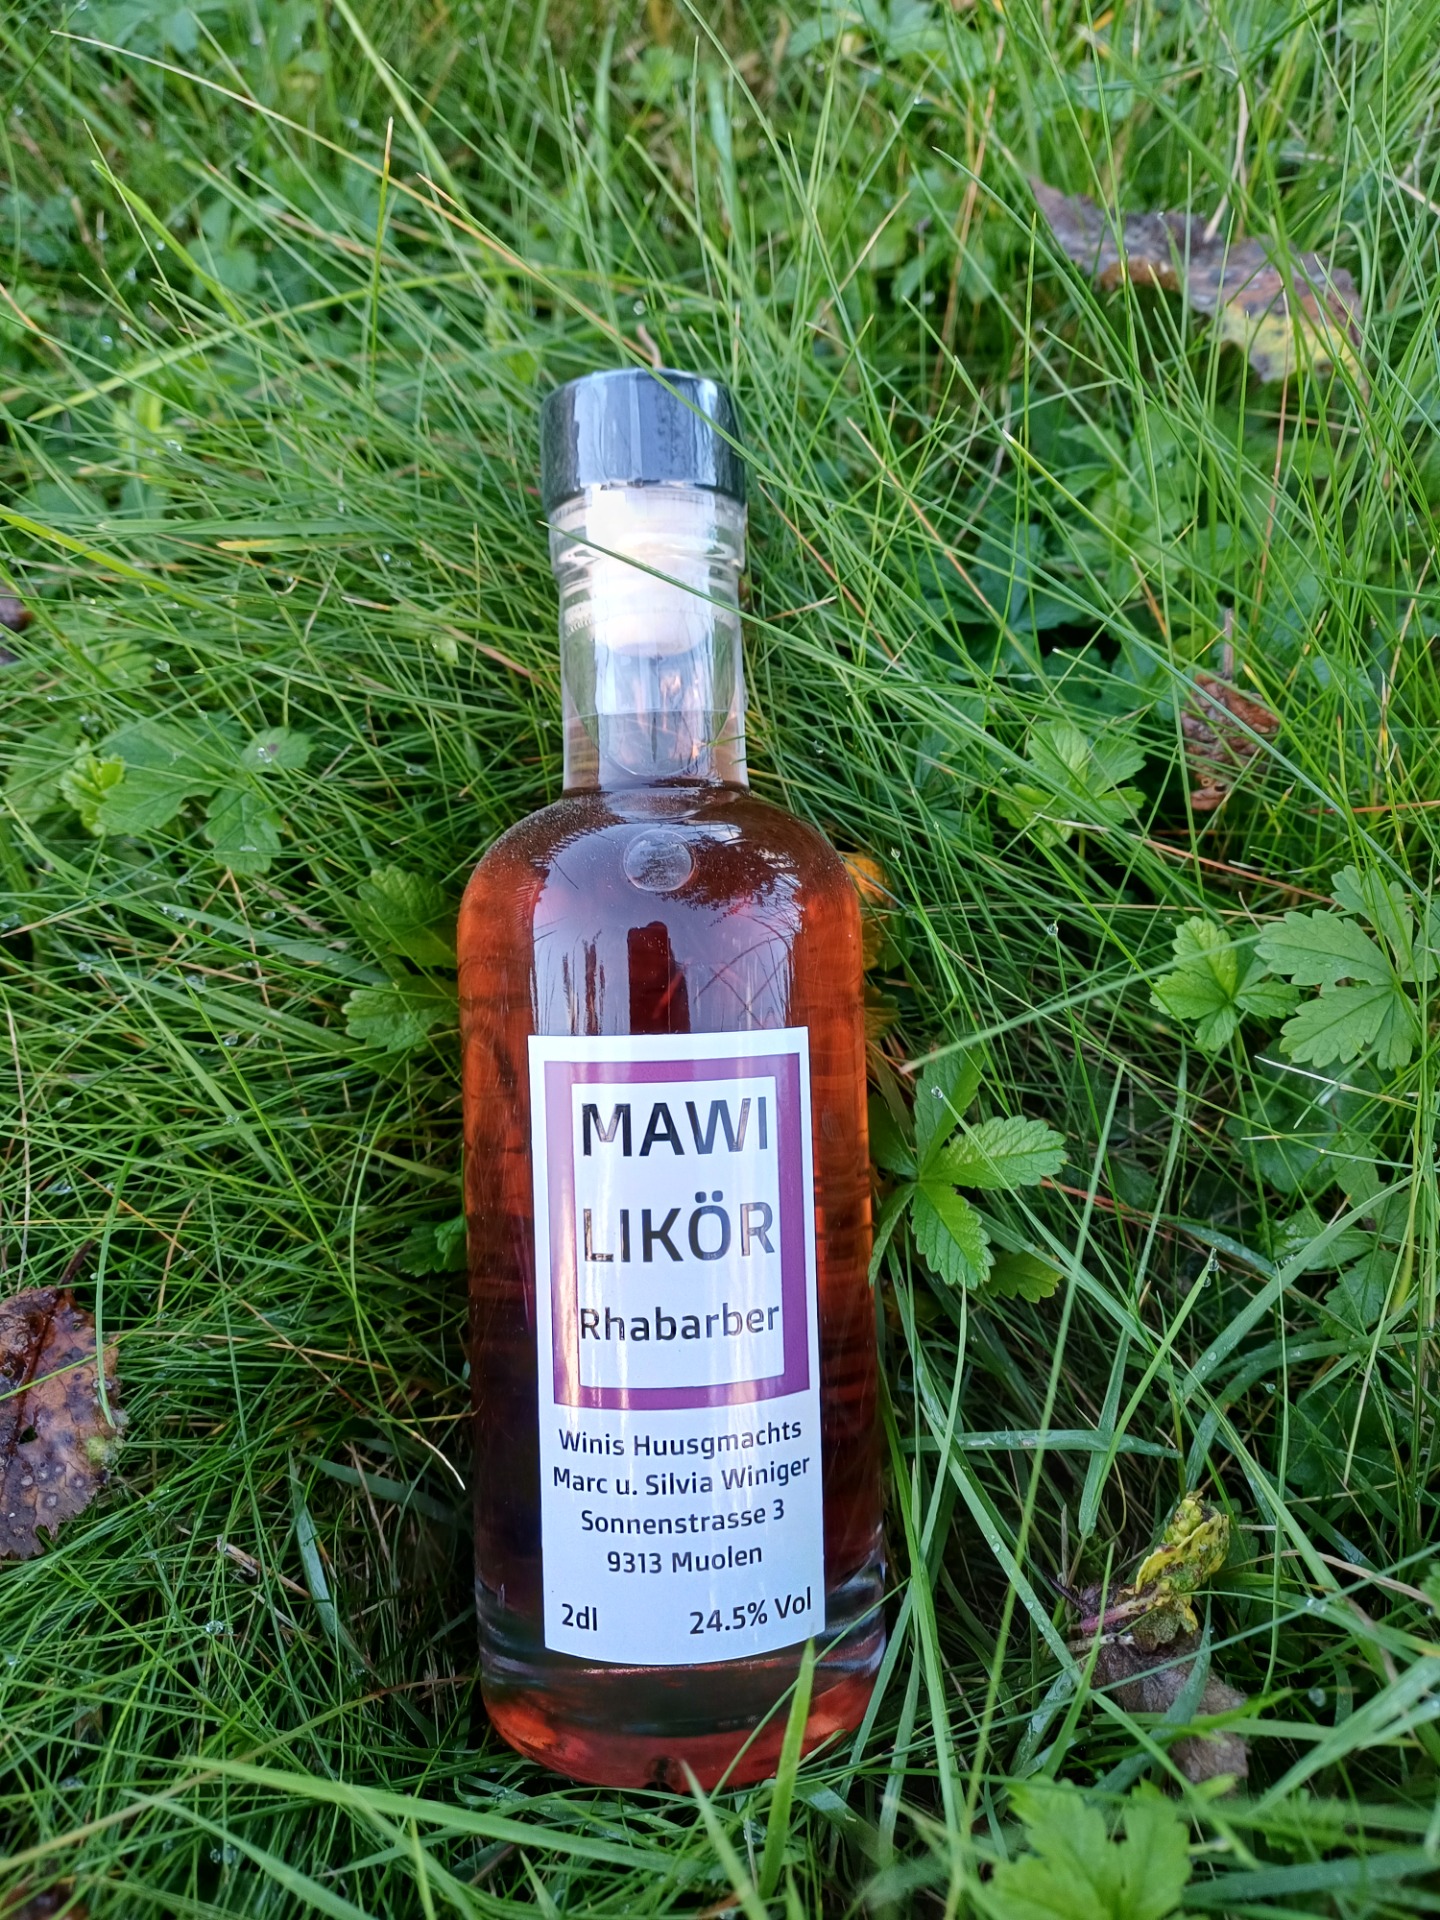 MAWI
LIKÖR
Rhabarber
Winis Huusgmachts
Marc u. Silvia Winiger
Sonnenstrasse 3
9313 Muolen
2dl 24.5% Vol